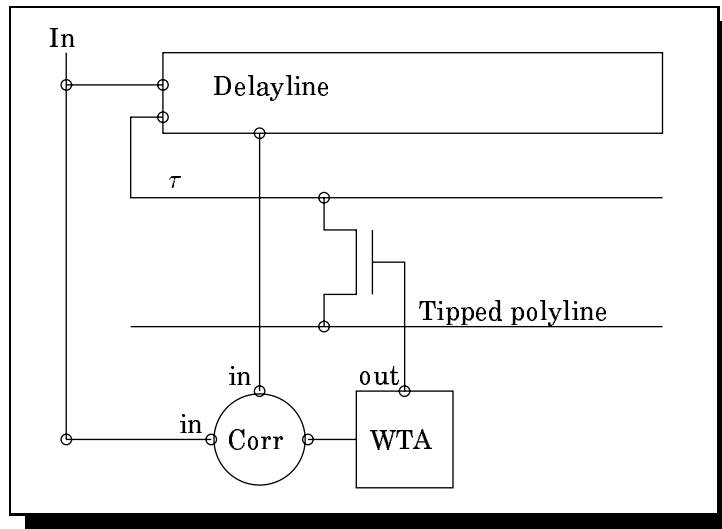 In
Delayline
τ
Tipped polyline
in
out
in
Corr
WTA